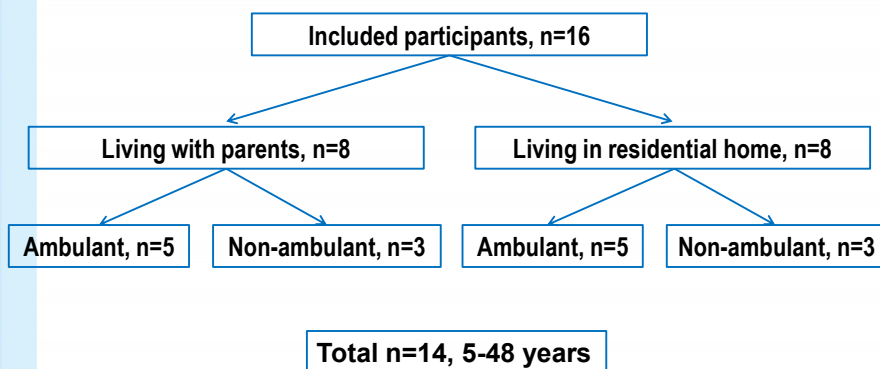 Included participants, n=16
Living with parents, n=8
Living in residential home, n=8
Ambulant, n=5
Non-ambulant, n=3
Ambulant, n=5
Non-ambulant, n=3
Total n=14, 5-48 years